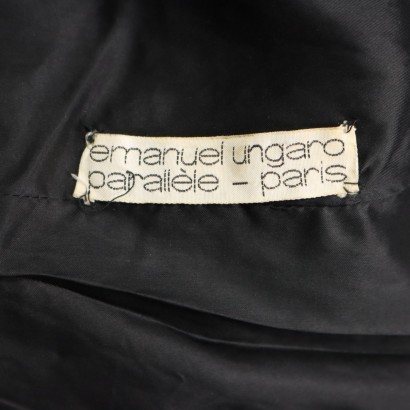 emanuel ungaro
parallèle - paris